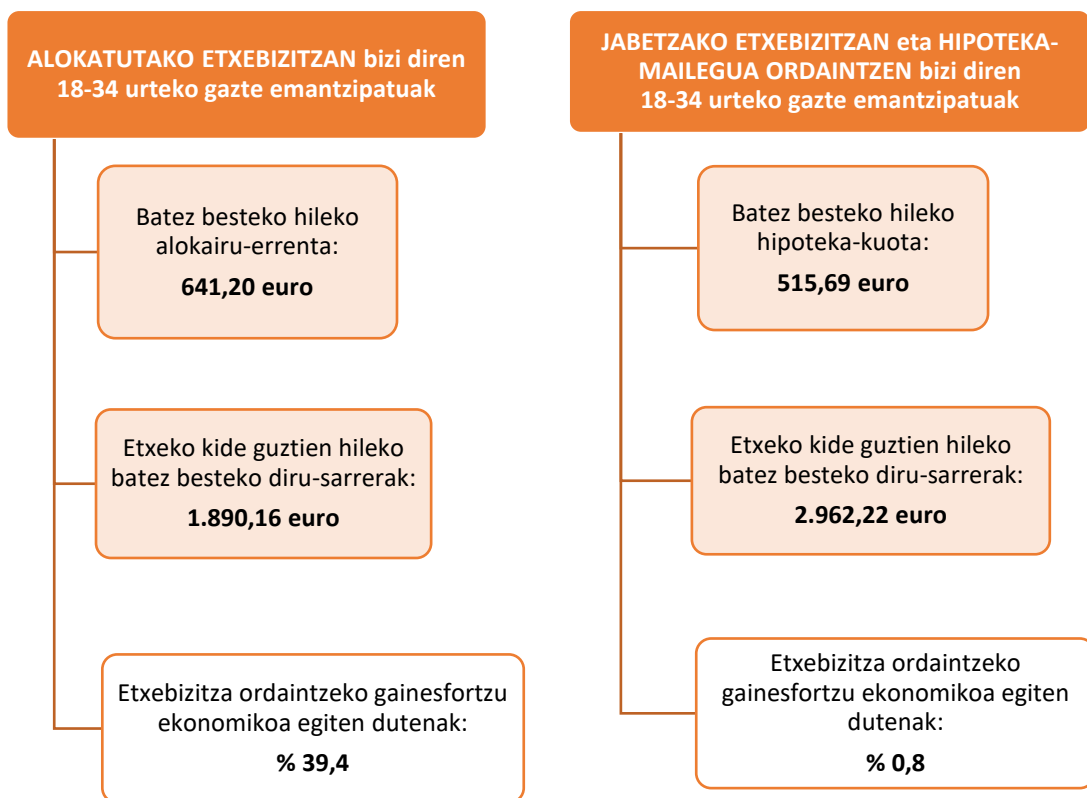 ALOKATUTAKO ETXEBIZITZAN bizi diren
18-34 urteko gazte emantzipatuak
Batez besteko hileko
alokairu-errenta:
641,20 euro
Etxeko kide guztien hileko
batez besteko diru-sarrerak:
1.890,16 euro
Etxebizitza ordaintzeko gainesfortzu
ekonomikoa egiten dutenak:
% 39,4
JABETZAKO ETXEBIZITZAN eta HIPOTEKA-
MAILEGUA ORDAINTZEN bizi diren
18-34 urteko gazte emantzipatuak
Batez besteko hileko
hipoteka-kuota:
515,69 euro
Etxeko kide guztien hileko
batez besteko diru-sarrerak:
2.962,22 euro
Etxebizitza ordaintzeko
gainesfortzu ekonomikoa egiten
dutenak:
% 0,8